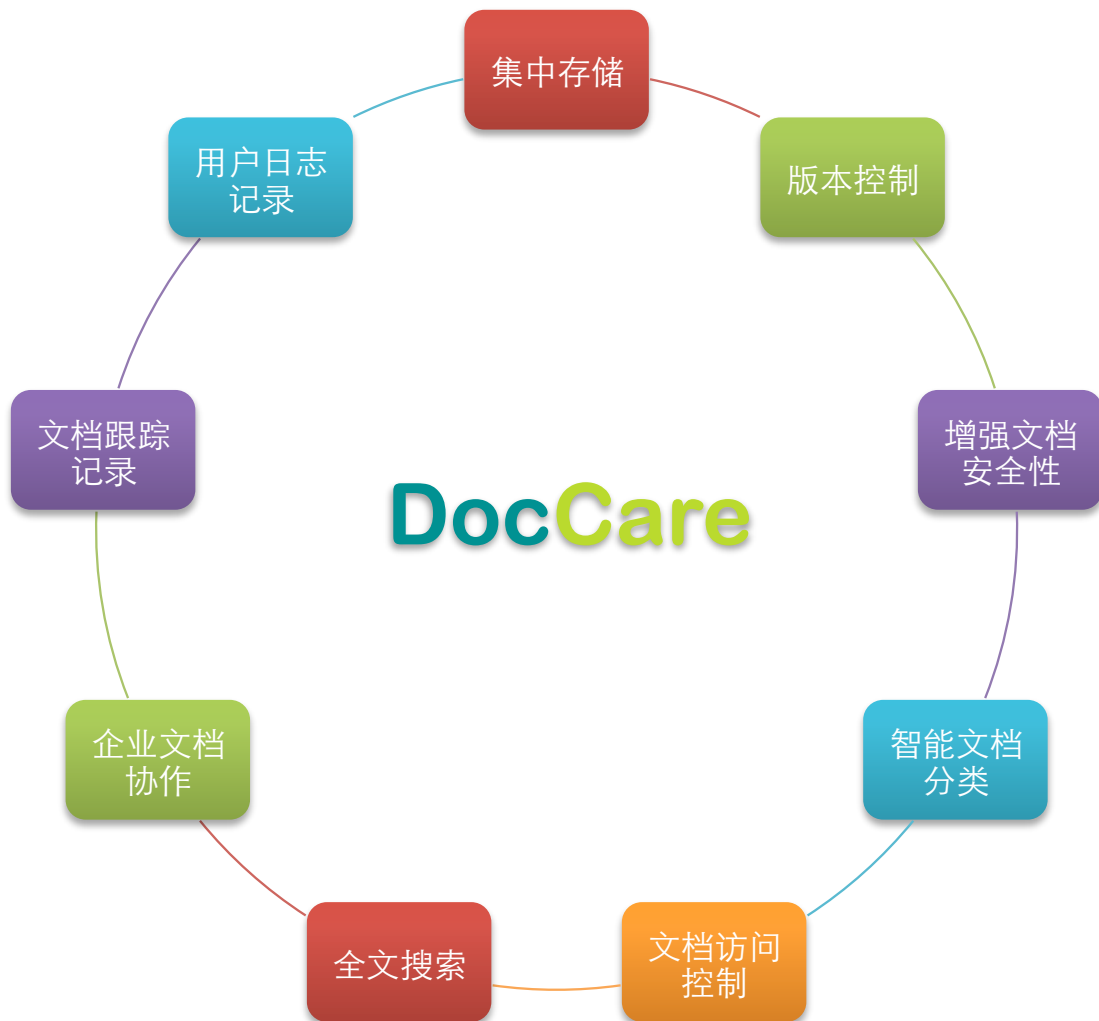 集中存储
版本控制
增强文档
安全性
智能文档
分类
文档访问
控制
全文搜索
企业文档
协作
文档跟踪
记录
用户日志
记录
DocCare